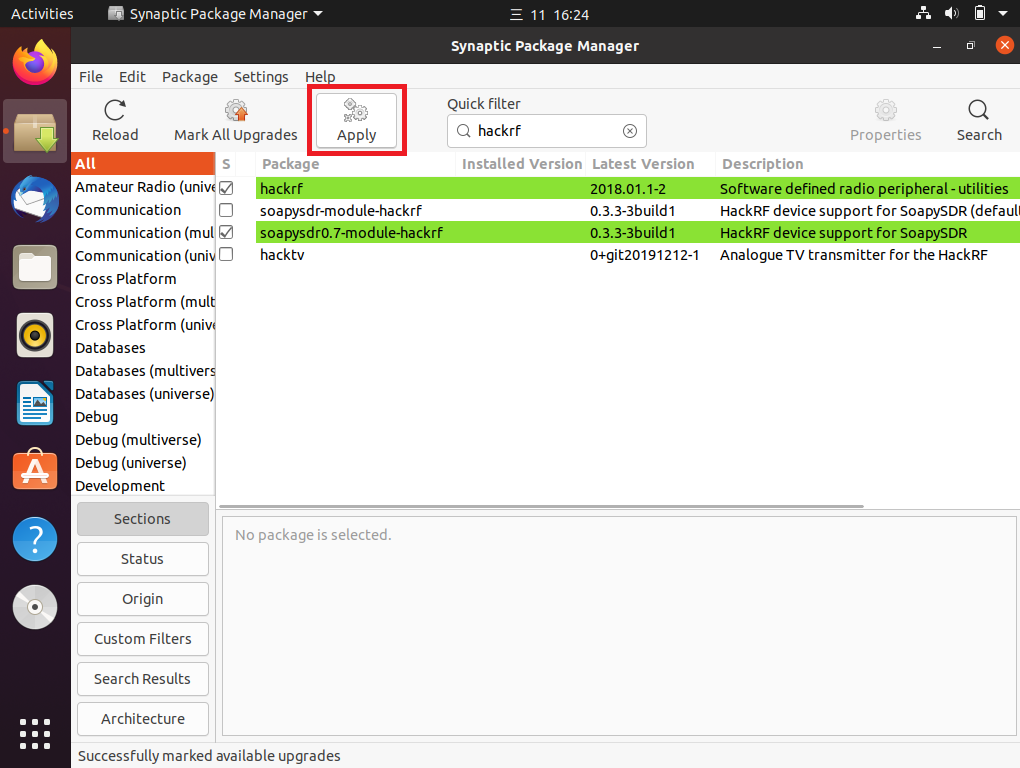 Activities
Synaptic Package Manager
三 11 16:24
Synaptic Package Manager
File Edit Package Settings Help
Reload
Mark All Upgrades
Apply
Quick filter
hackrf
Properties
Search
All
Amateur Radio (unive
Communication
Communication (mul
Communication (univ
Cross Platform
Cross Platform (mult
Cross Platform (unive
Databases
Databases (multivers
Databases (universe)
Debug
Debug (multiverse)
Debug (universe)
Development
S Package Installed Version Latest Version Description
hackrf 2018.01.1-2 Software defined radio peripheral - utilities
soapysdr-module-hackrf 0.3.3-3build1 HackRF device support for SoapySDR (defaul
soapysdr0.7-module-hackrf 0.3.3-3build1 HackRF device support for SoapySDR
hacktv 0+git20191212-1 Analogue TV transmitter for the HackRF
Sections
Status
Origin
Custom Filters
Search Results
Architecture
No package is selected.
Successfully marked available upgrades